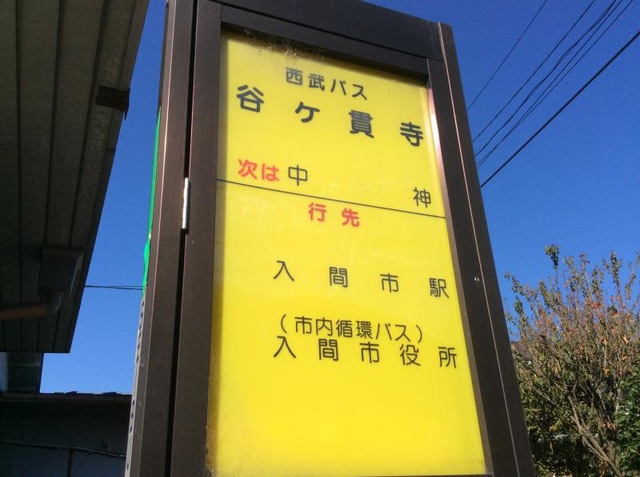 西武バス
谷ケ貫寺
次は中神
行先
入間市駅
(市内循環バス)
入間市役所